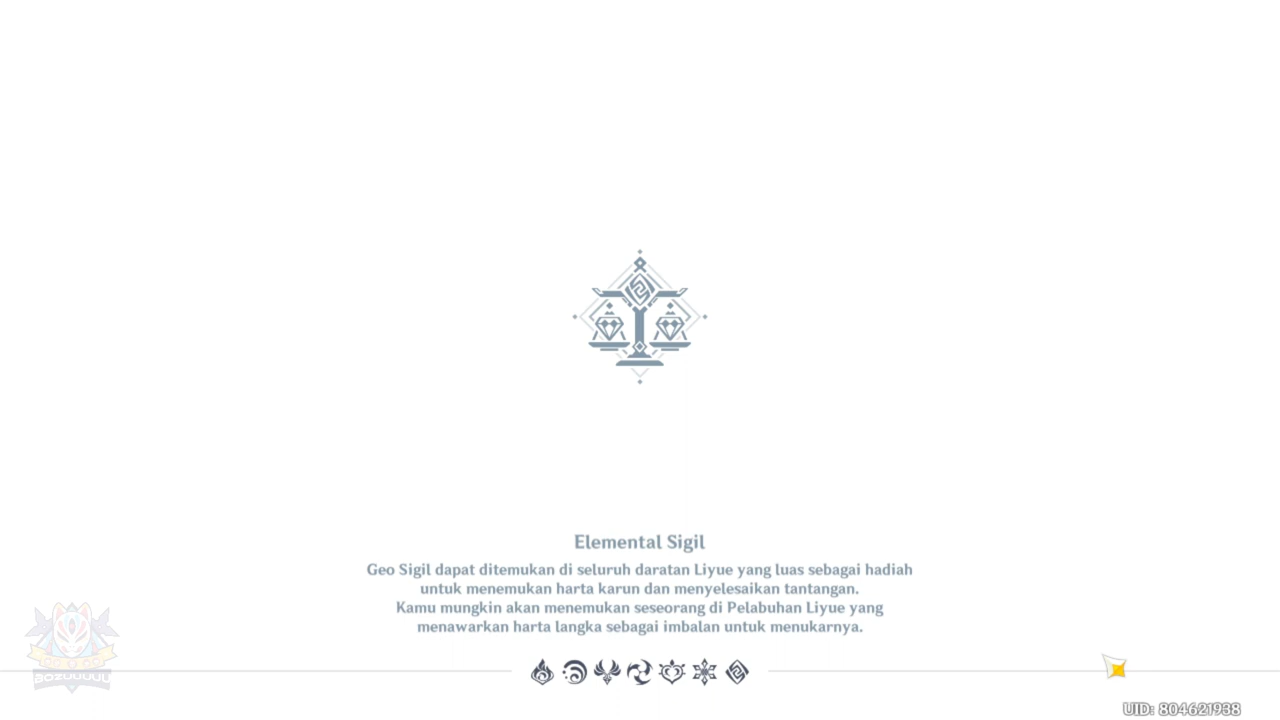 Elemental Sigil
Geo Sigil dapat ditemukan di seluruh daratan Liyue yang luas sebagai hadiah
untuk menemukan harta karun dan menyelesaikan tantangan.
Kamu mungkin akan menemukan seseorang di Pelabuhan Liyue yang
menawarkan harta langka sebagai imbalan untuk menukarnya.
UID: 804621938